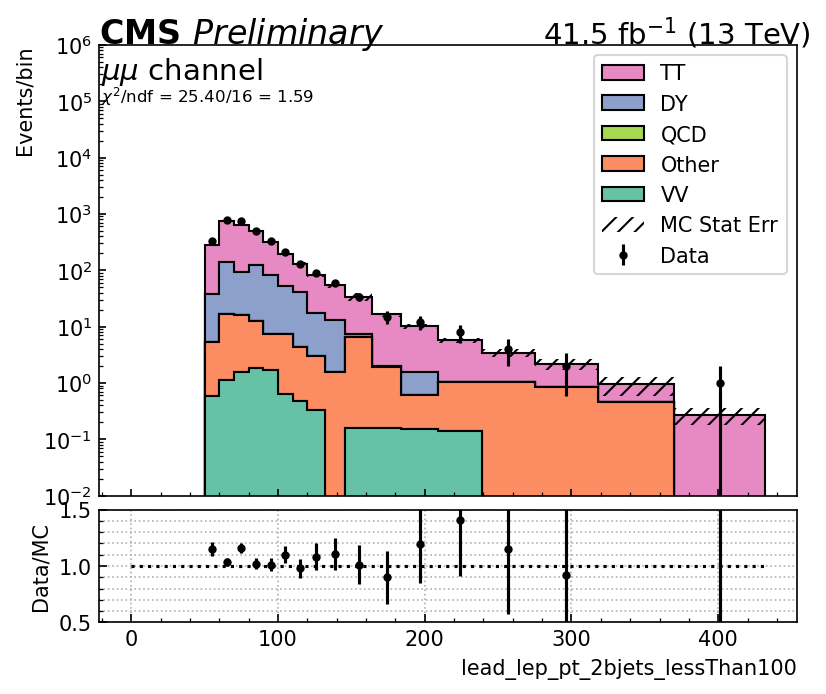 CMS Preliminary 41.5 fb⁻¹ (13 TeV)
μμ channel
χ²/ndf = 25.40/16 = 1.59
Events/bin
10⁶
10⁵
10⁴
10³
10²
10¹
10⁰
10⁻¹
10⁻²
TT
DY
QCD
Other
VV
MC Stat Err
Data
Data/MC
1.5
1.0
0.5
0 100 200 300 400
lead_lep_pt_2bjets_lessThan100